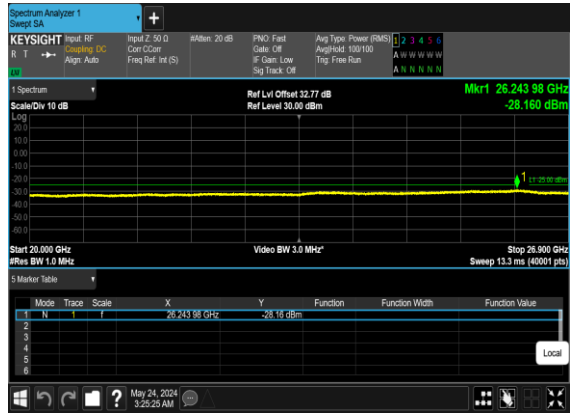 Spectrum Analyzer 1
Swept SA
+
KEYSIGHT Input: RF Input Z: 50 Ω #Atten: 20 dB PNO: Fast Avg Type: Power (RMS) 1 2 3 4 5 6
R T Coupling: DC Corr CCorr Gate: Off Avg|Hold: 100/100 A W W W W W
Align: Auto Freq Ref: Int (S) IF Gain: Low Trig: Free Run
Sig Track: Off A N N N N N
1 Spectrum Ref Lvl Offset 32.77 dB Mkr1 26.243 98 GHz
Scale/Div 10 dB Ref Level 30.00 dBm -28.160 dBm
Log
20.0
10.0
0.00
-10.0
-20.0 1 L1 -25.00 dBm
-30.0
-40.0
-50.0
-60.0
Start 20.000 GHz Video BW 3.0 MHz* Stop 26.900 GHz
#Res BW 1.0 MHz Sweep 13.3 ms (40001 pts)
5 Marker Table
Mode Trace Scale X Y Function Function Width Function Value
1 N 1 f 26.243 98 GHz -28.16 dBm
2
3
4
5
6
Local
? May 24, 2024
3:25:25 AM